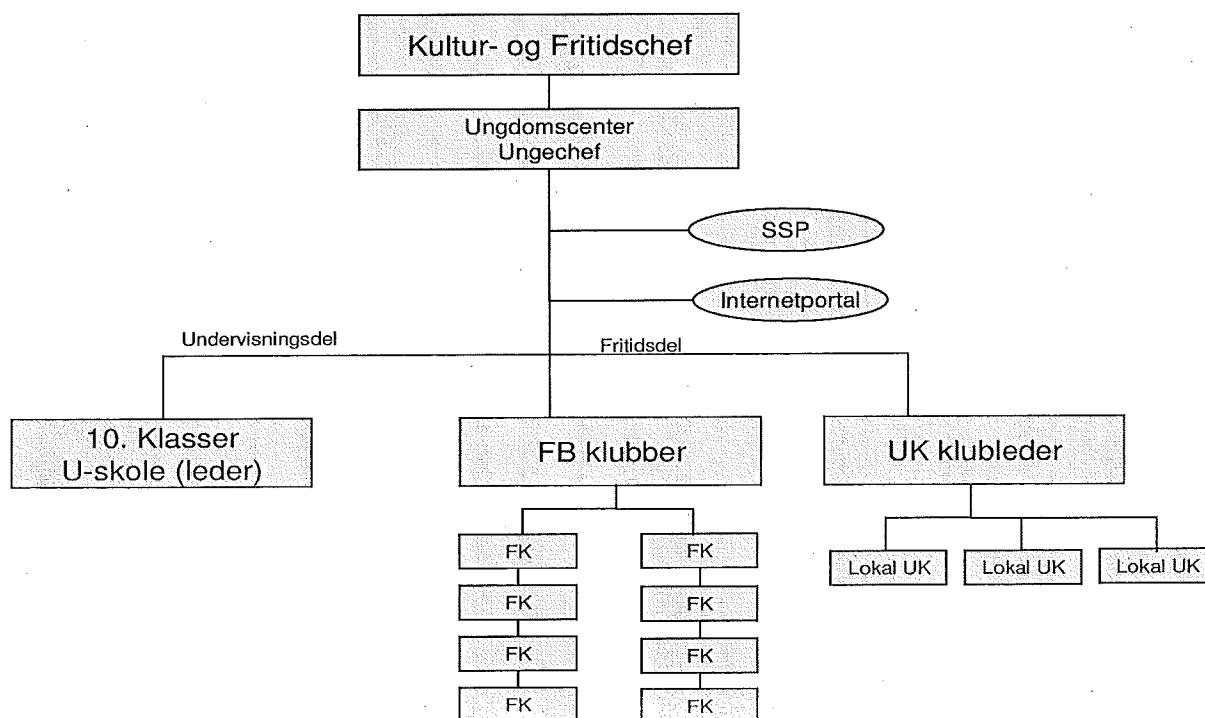 Kultur- og Fritidschef
Ungdomscenter
Ungechef
SSP
Internetportal
Undervisningsdel
Fritidsdel
10. Klasser
U-skole (leder)
FB klubber
UK klubleder
FK
FK
Lokal UK
Lokal UK
Lokal UK
FK
FK
FK
FK
FK
FK